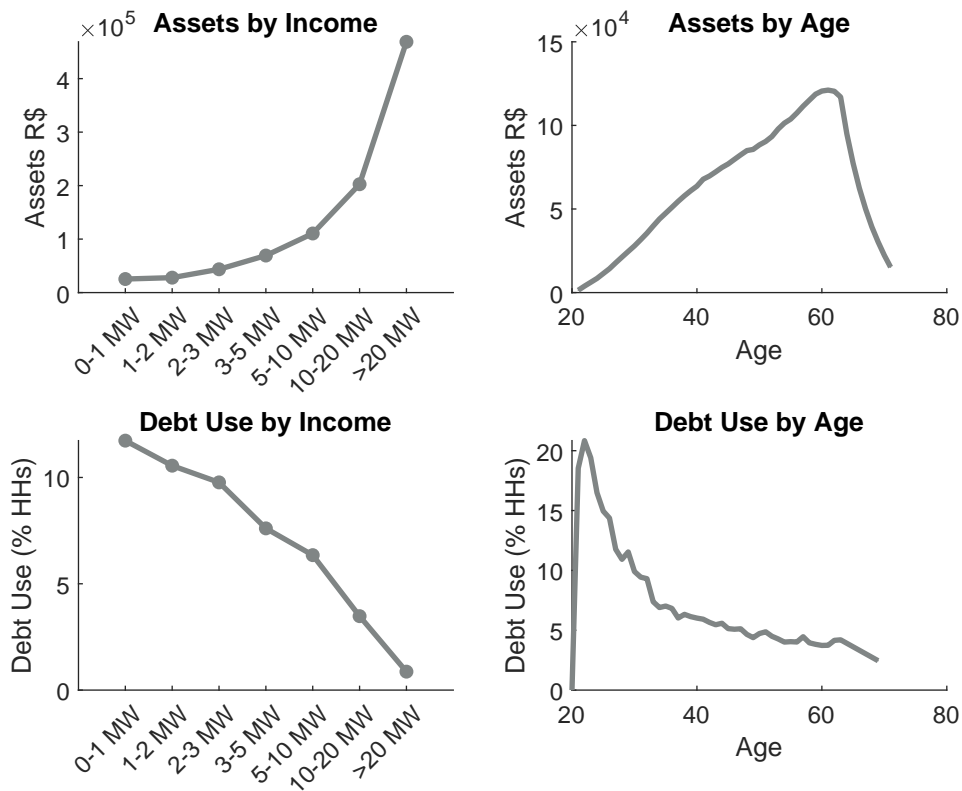 ×10^5 Assets by Income
Assets R$
4
3
2
1
0
0-1 MW
1-2 MW
2-3 MW
3-5 MW
5-10 MW
10-20 MW
>20 MW
×10^4 Assets by Age
Assets R$
15
10
5
0
20 40 60 80
Age
Debt Use by Income
Debt Use (% HHs)
10
5
0
0-1 MW
1-2 MW
2-3 MW
3-5 MW
5-10 MW
10-20 MW
>20 MW
Debt Use by Age
Debt Use (% HHs)
20
15
10
5
0
20 40 60 80
Age